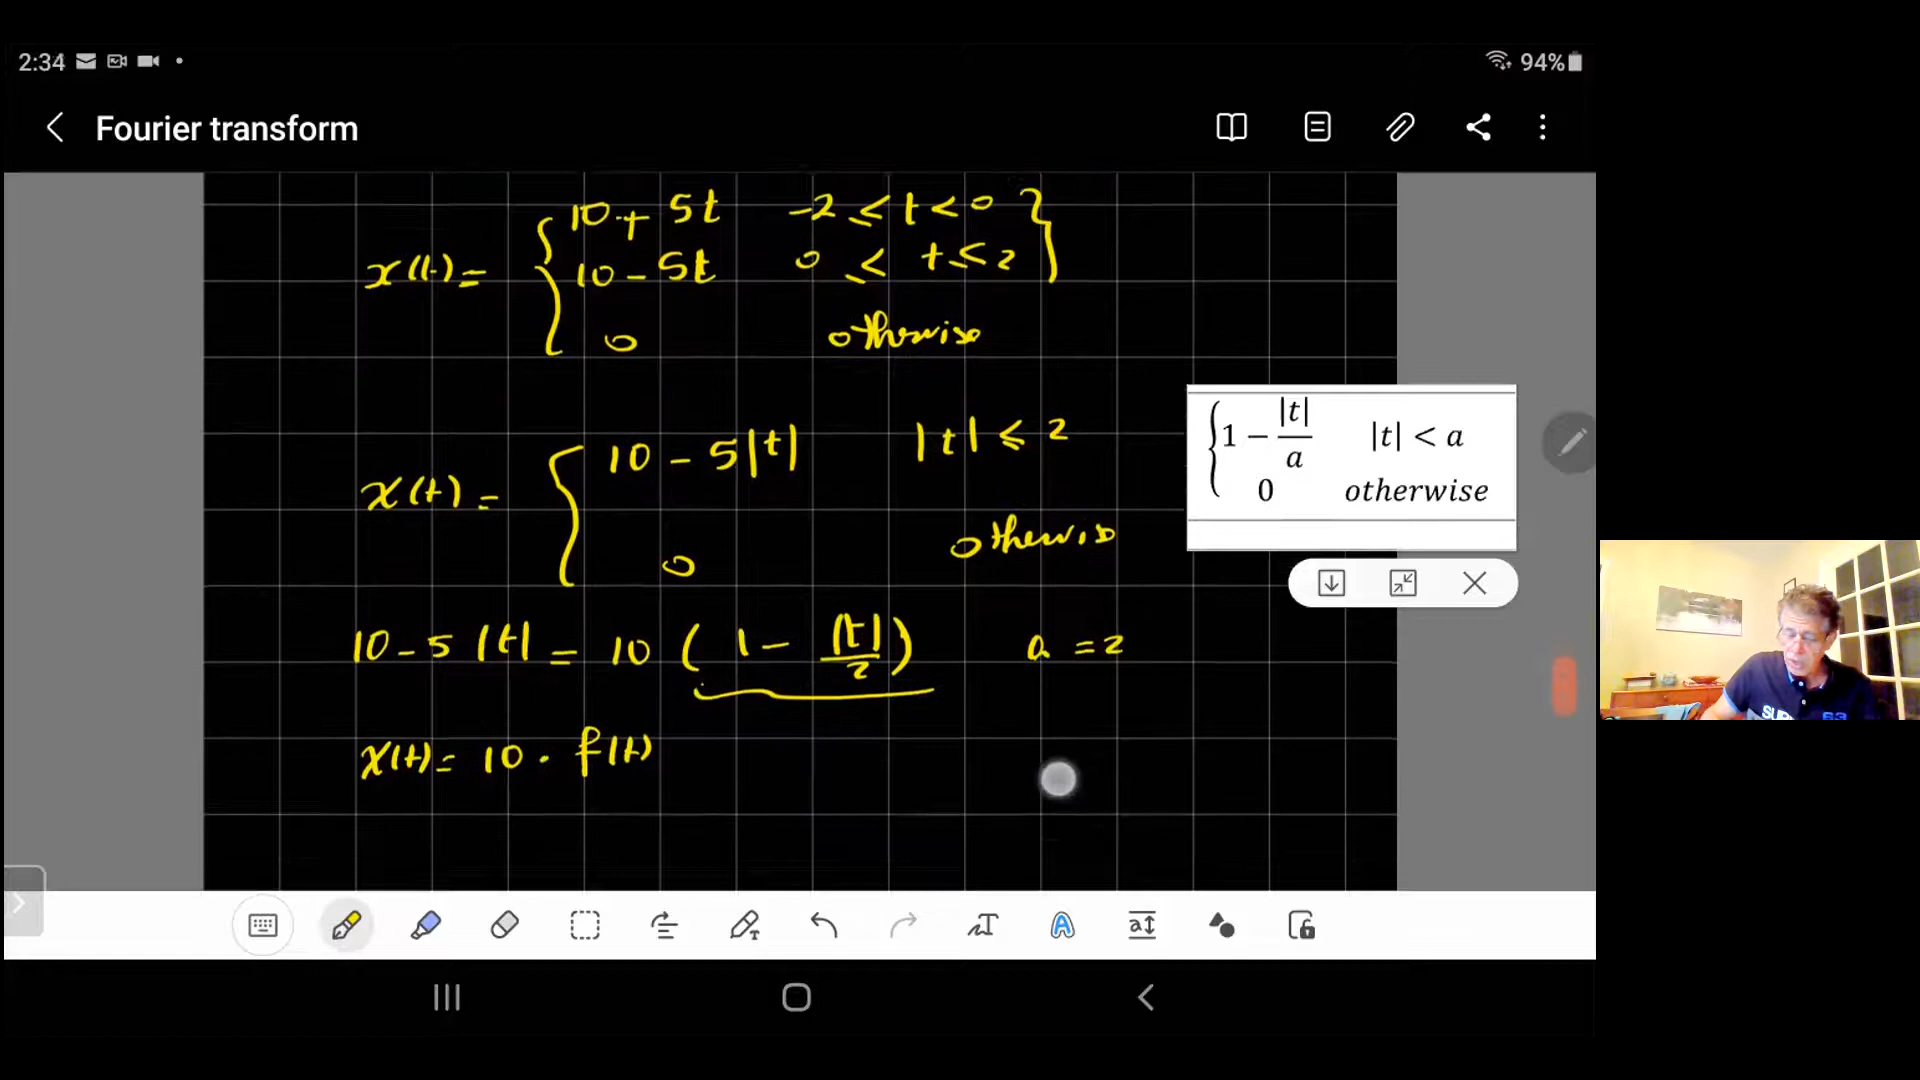 2:34
94%
Fourier transform
x(t) = { 10 + 5t   -2 ≤ t < 0 }
10 - 5t   0 ≤ t ≤ 2
0   otherwise
x(t) = { 10 - 5|t|   |t| ≤ 2
0   otherwis
{ 1 − |t|/a   |t| < a
0   otherwise
10 - 5 |t| = 10 ( 1 - |t|/2 )   a = 2
x(t) = 10 . f(t)